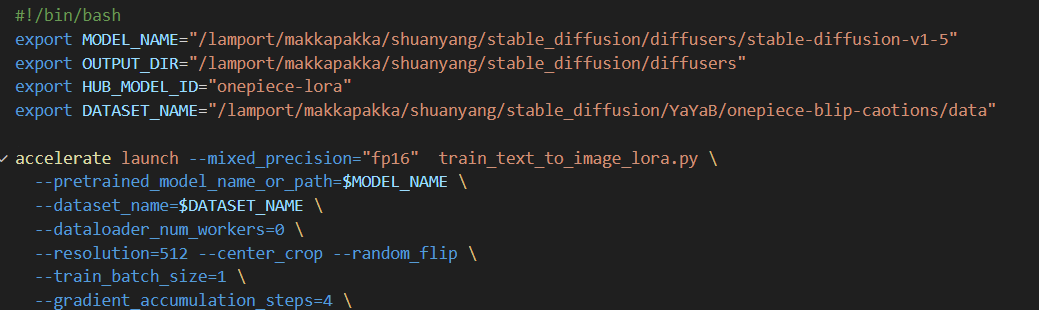 #!/bin/bash
export MODEL_NAME="/lamport/makkapakka/shuanyang/stable_diffusion/diffusers/stable-diffusion-v1-5"
export OUTPUT_DIR="/lamport/makkapakka/shuanyang/stable_diffusion/diffusers"
export HUB_MODEL_ID="onepiece-lora"
export DATASET_NAME="/lamport/makkapakka/shuanyang/stable_diffusion/YaYaB/onepiece-blip-caotions/data"
accelerate launch --mixed_precision="fp16"  train_text_to_image_lora.py \
  --pretrained_model_name_or_path=$MODEL_NAME \
  --dataset_name=$DATASET_NAME \
  --dataloader_num_workers=0 \
  --resolution=512 --center_crop --random_flip \
  --train_batch_size=1 \
  --gradient_accumulation_steps=4 \